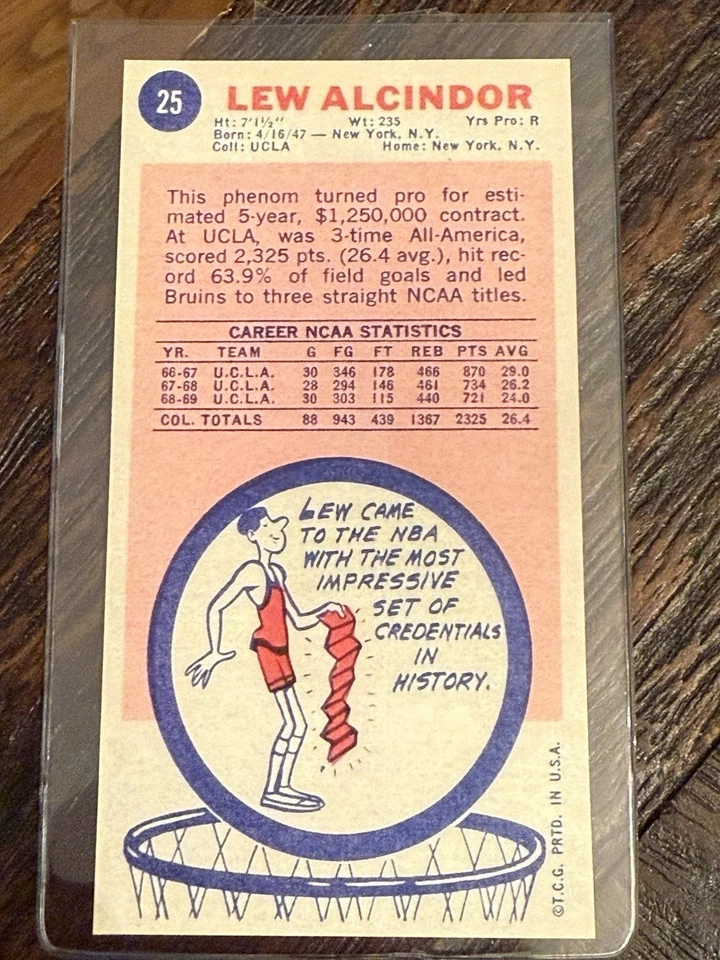 25
LEW ALCINDOR
Ht: 7'1½" Wt: 235 Yrs Pro: R
Born: 4/16/47 — New York, N.Y.
Coll: UCLA Home: New York, N.Y.
This phenom turned pro for esti-
mated 5-year, $1,250,000 contract.
At UCLA, was 3-time All-America,
scored 2,325 pts. (26.4 avg.), hit rec-
ord 63.9% of field goals and led
Bruins to three straight NCAA titles.
CAREER NCAA STATISTICS
YR. TEAM G FG FT REB PTS AVG
66-67 U.C.L.A. 30 346 178 466 870 29.0
67-68 U.C.L.A. 28 294 146 461 734 26.2
68-69 U.C.L.A. 30 303 115 440 721 24.0
COL. TOTALS 88 943 439 1367 2325 26.4
LEW CAME
TO THE NBA
WITH THE MOST
IMPRESSIVE
SET OF
CREDENTIALS
IN
HISTORY.
©T.C.G. PRTD. IN U.S.A.